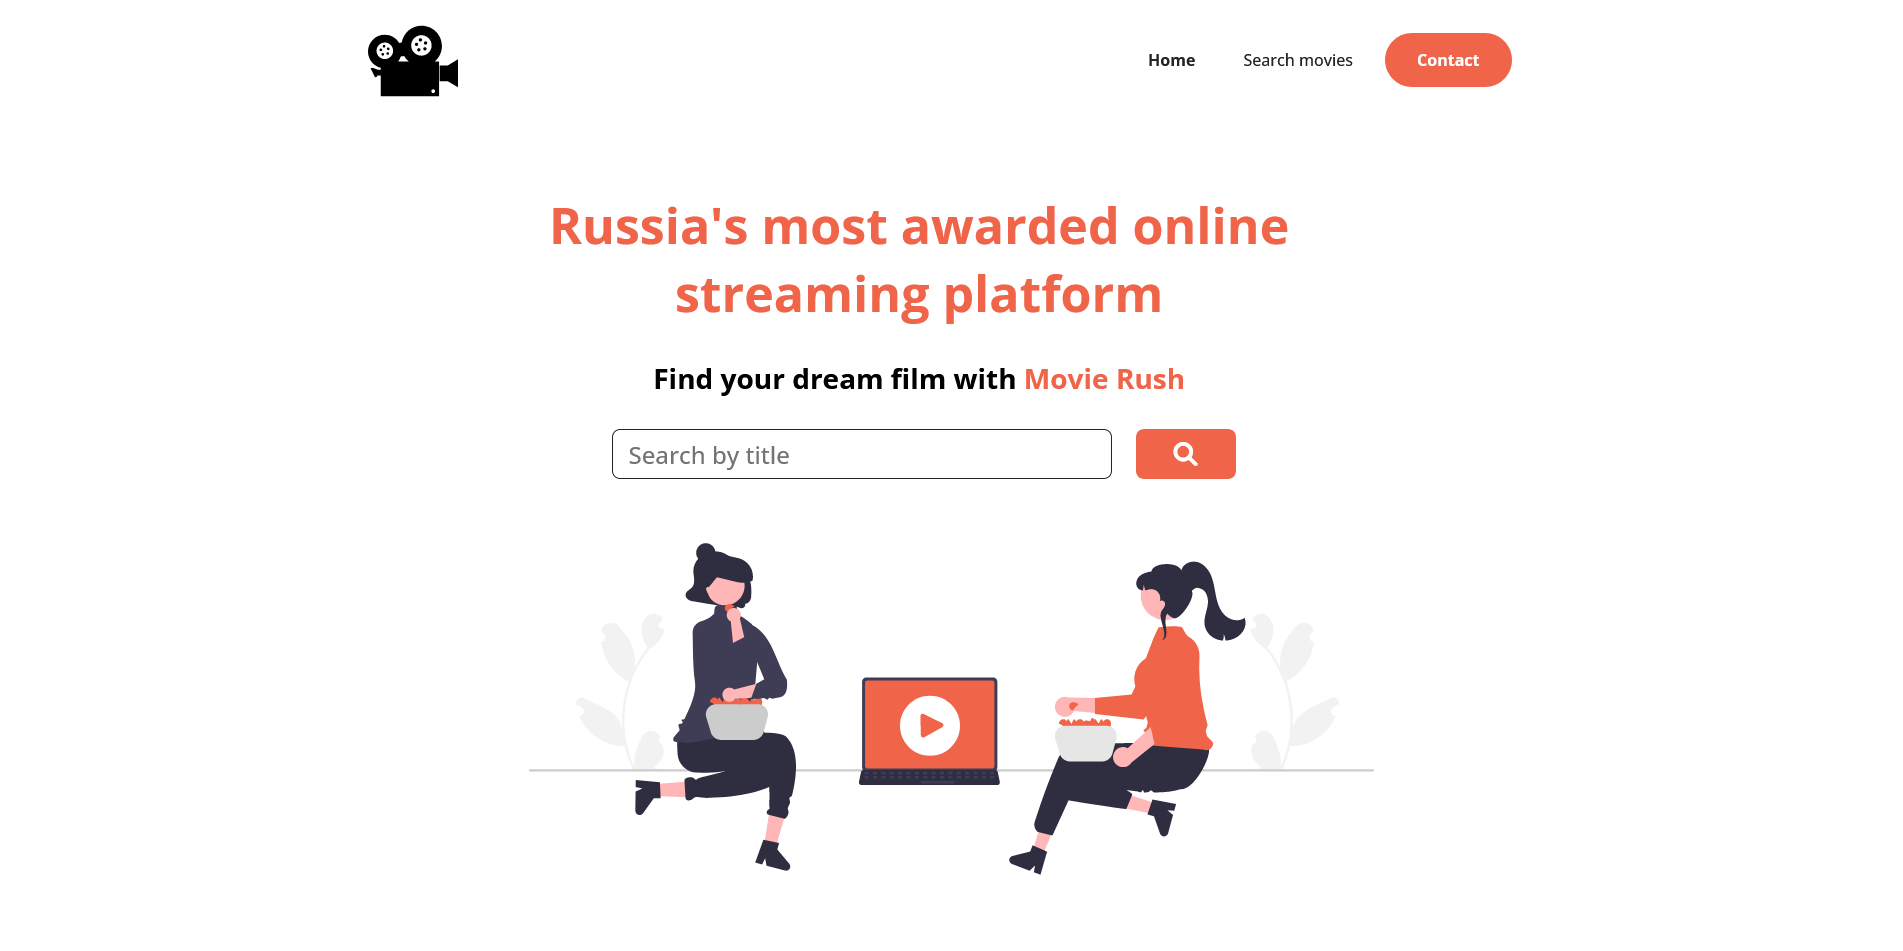 Home Search movies Contact
Russia's most awarded online
streaming platform
Find your dream film with Movie Rush
Search by title